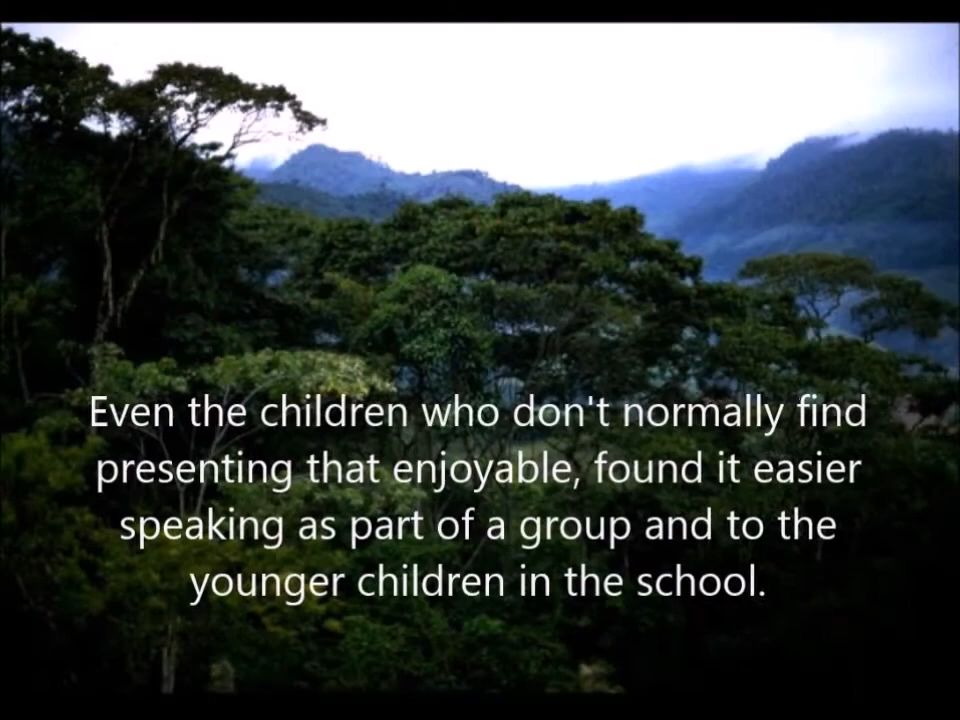 Even the children who don't normally find
presenting that enjoyable, found it easier
speaking as part of a group and to the
younger children in the school.